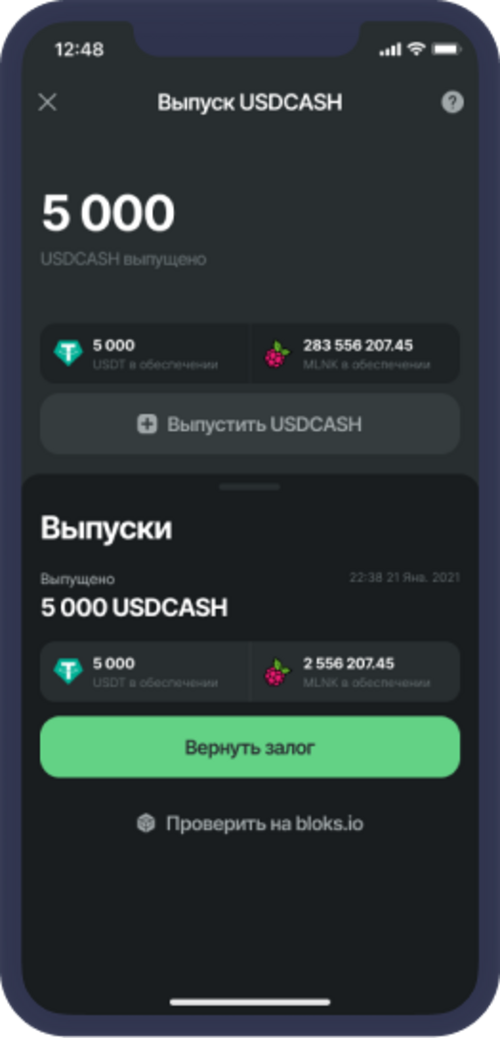 12:48
Выпуск USDCASH
?
5 000
USDCASH выпущено
5 000
USDT в обеспечении
283 556 207.45
MLNK в обеспечении
Выпустить USDCASH
Выпуски
Выпущено
22:38 21 Янв. 2021
5 000 USDCASH
5 000
USDT в обеспечении
2 556 207.45
MLNK в обеспечении
Вернуть залог
Проверить на bloks.io